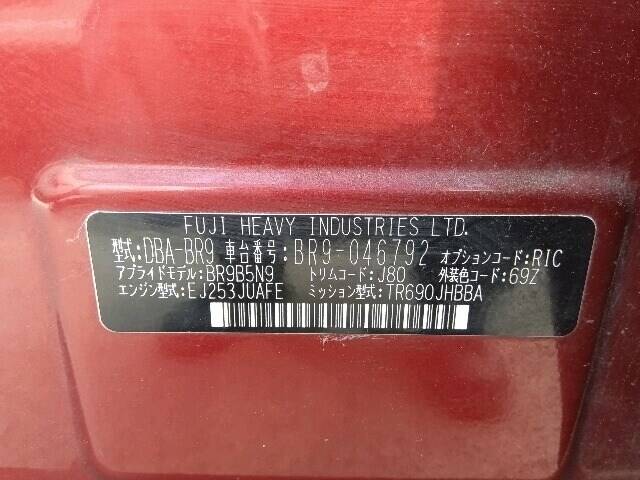 FUJI HEAVY INDUSTRIES LTD.
型式:DBA-BR9 車台番号:BR9-046792 オプションコード:RIC
アプライドモデル:BR9B5N9 トリムコード:J80 外装色コード:69Z
エンジン型式:EJ253JUAFE ミッション型式:TR690JHBBA